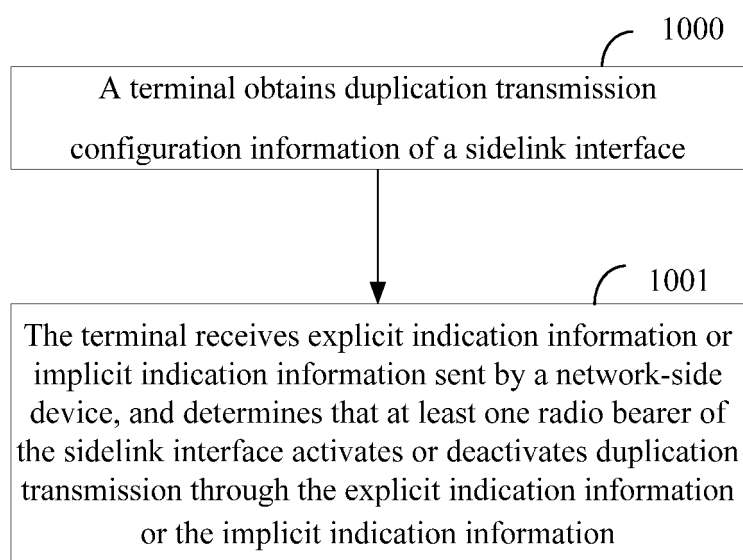 1000
A terminal obtains duplication transmission
configuration information of a sidelink interface
1001
The terminal receives explicit indication information or
implicit indication information sent by a network-side
device, and determines that at least one radio bearer of
the sidelink interface activates or deactivates duplication
transmission through the explicit indication information
or the implicit indication information